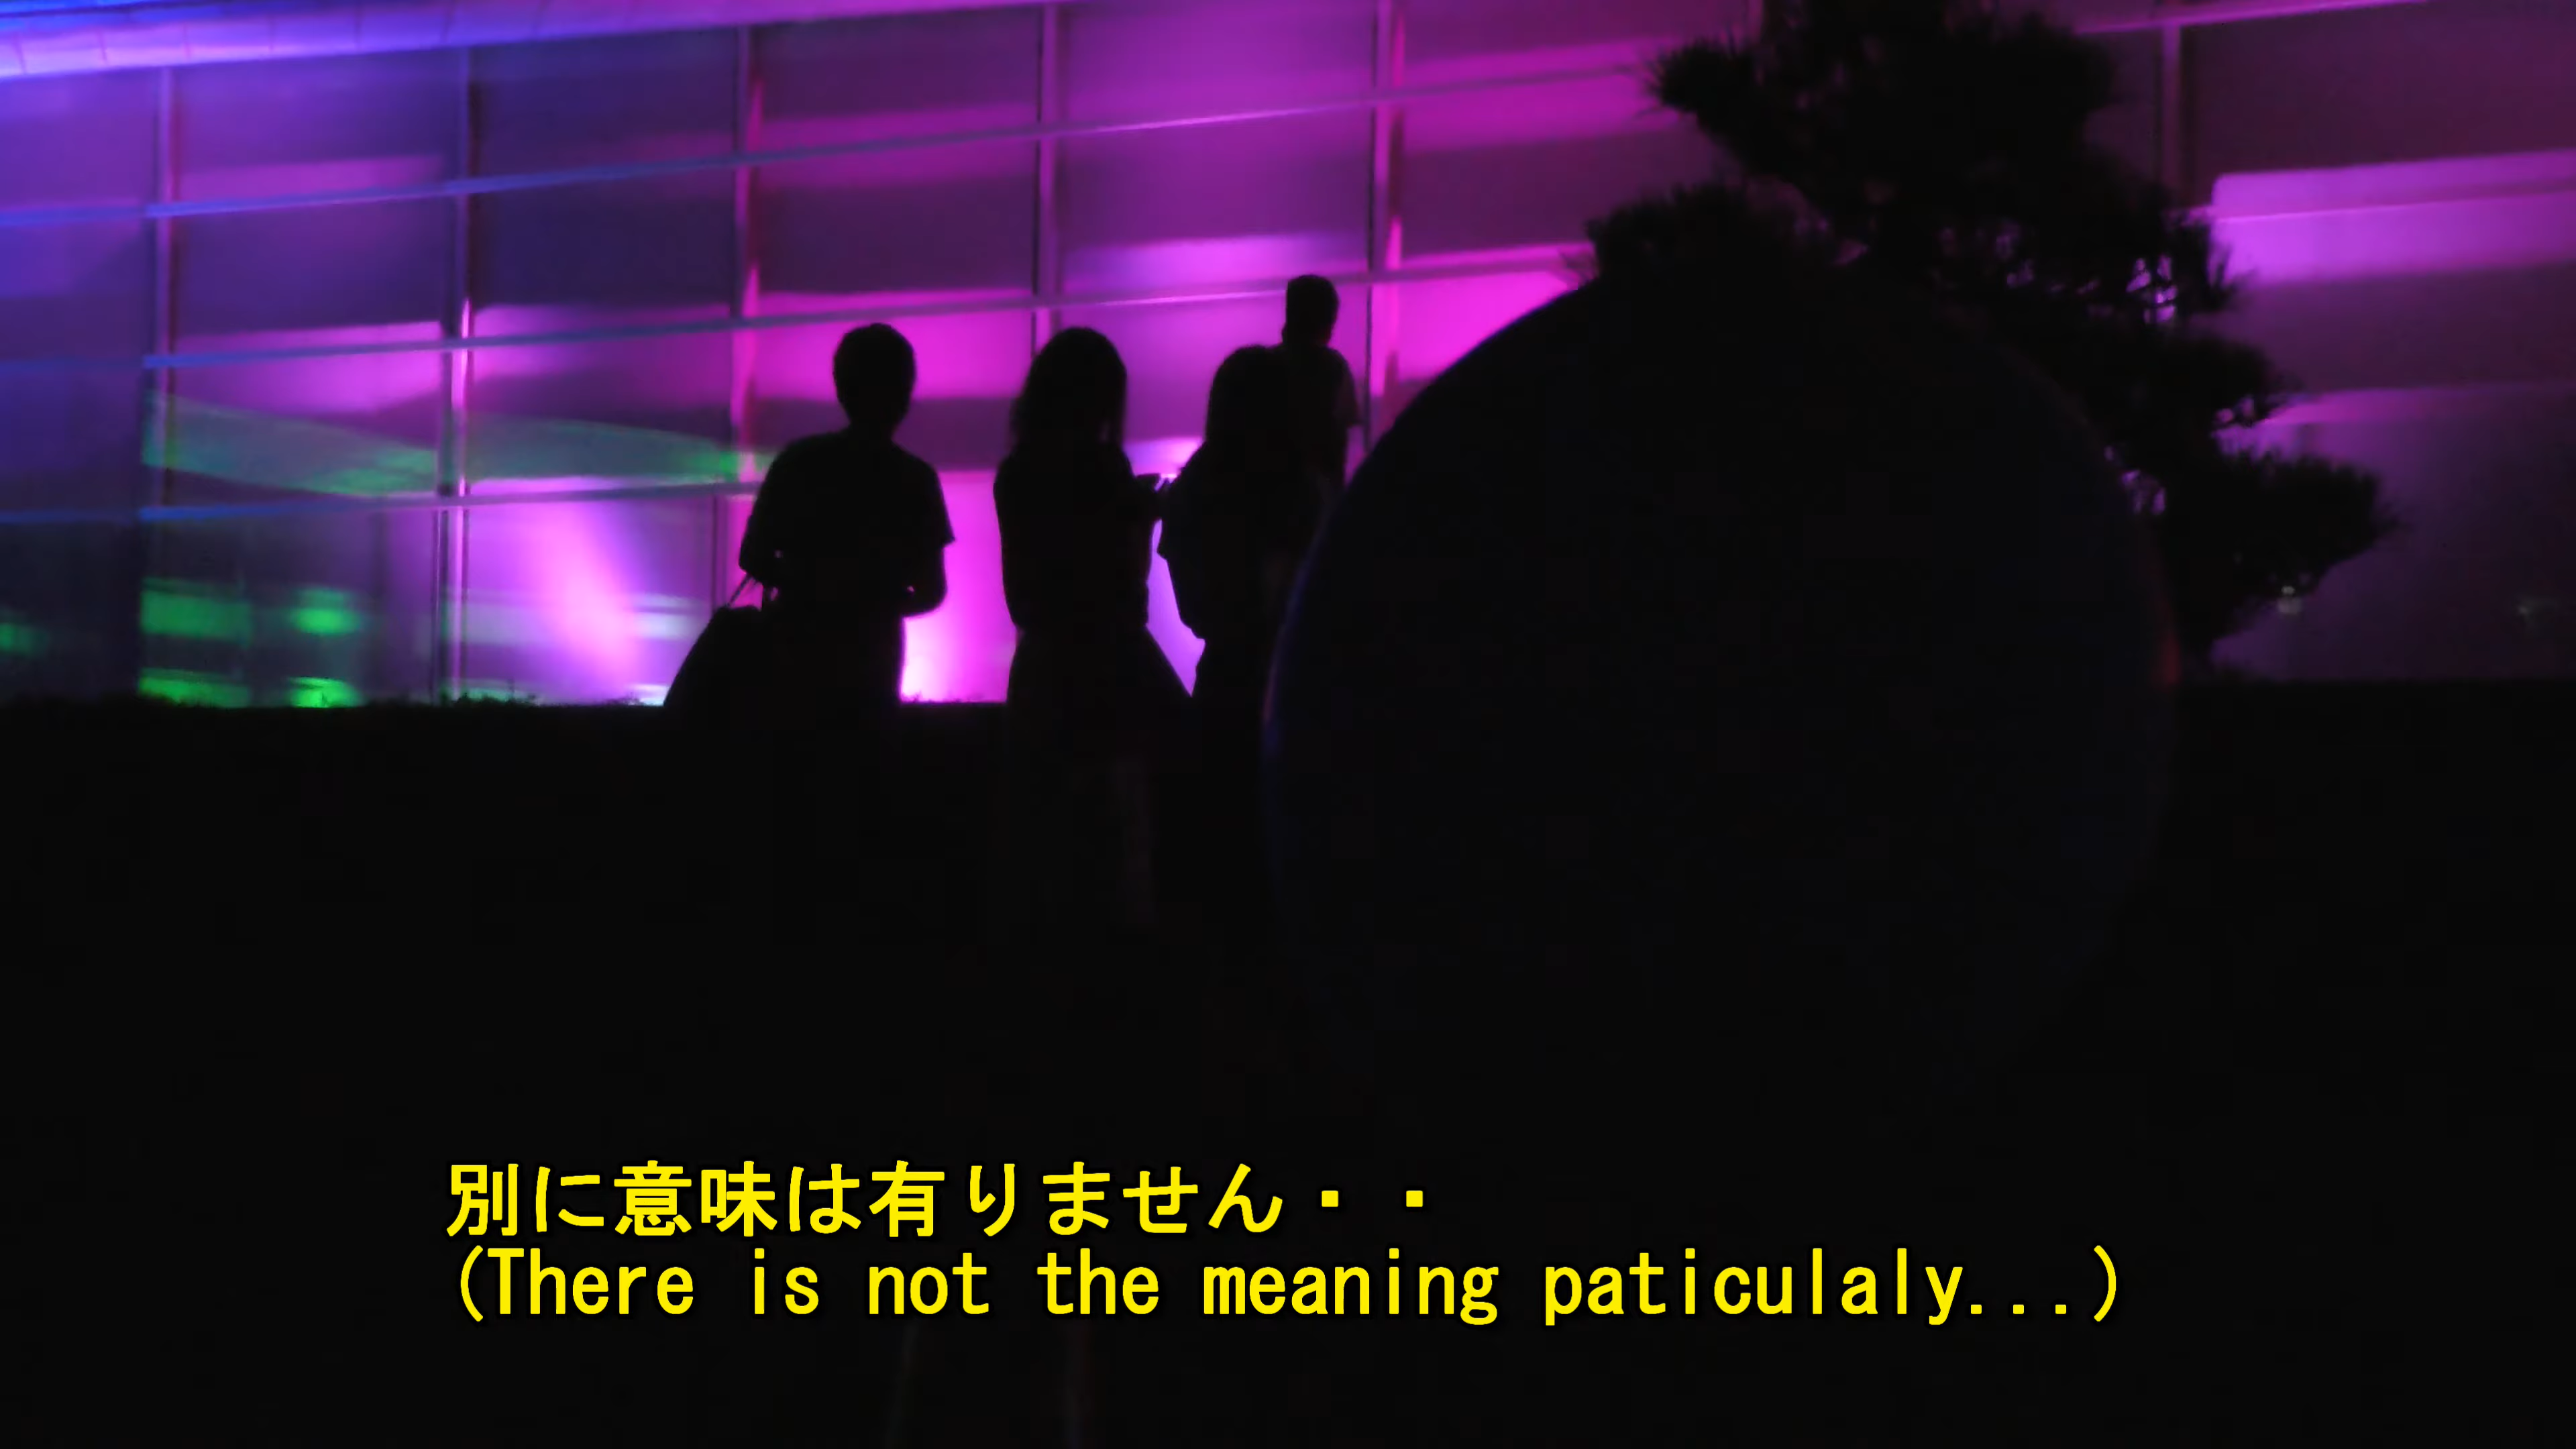 別に意味は有りません・・
(There is not the meaning paticulaly...)